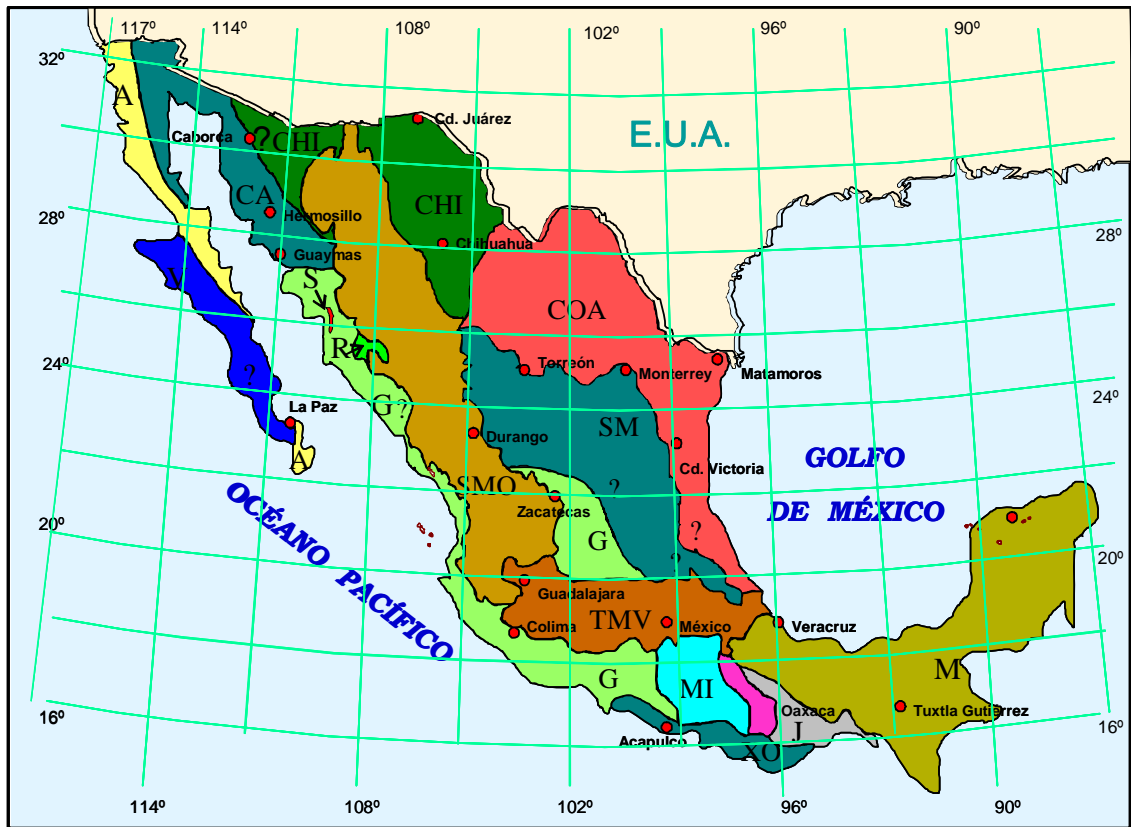 117º 114º 108º 102º 96º 90º
32º
A
Cd. Juárez
Caborca ? CHI
E.U.A.
CA CHI
28º Hermosillo
Chihuahua 28º
Guaymas
V S
COA
R
24º Torreón Monterrey Matamoros
? G? 24º
La Paz
SM
Durango
A Cd. Victoria GOLFO
SMO ?
Zacatecas DE MÉXICO
OCÉANO PACÍFICO
20º G ? ?
20º
Guadalajara
TMV México Veracruz
Colima
G MI M
16º Oaxaca Tuxtla Gutiérrez
J 16º
Acapulco
XO
114º 108º 102º 96º 90º